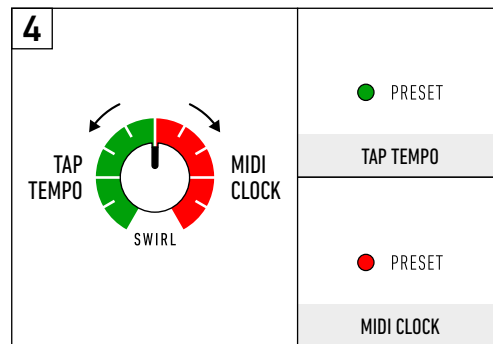 4
TAP
TEMPO
MIDI
CLOCK
SWIRL
PRESET
TAP TEMPO
PRESET
MIDI CLOCK